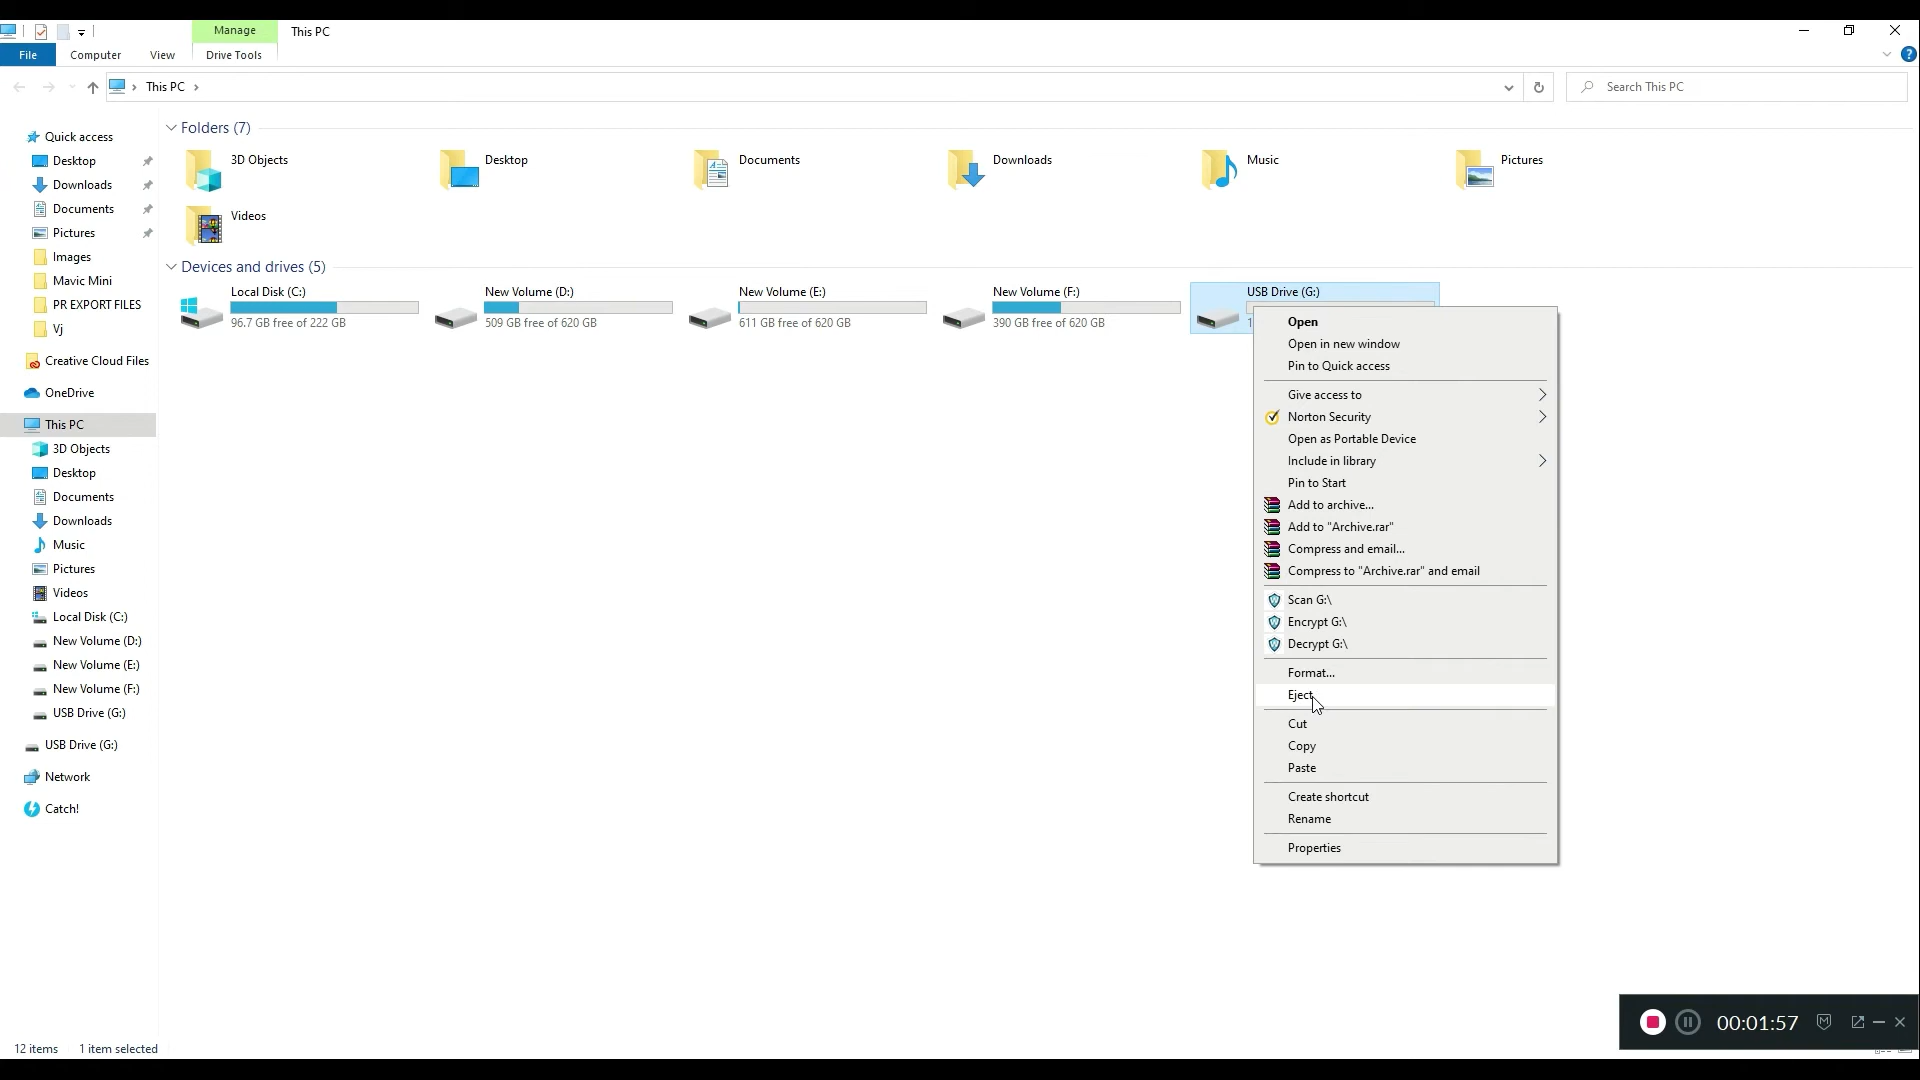 Manage
This PC
File
Computer
View
Drive Tools
This PC
Search This PC
Quick access
Desktop
Downloads
Documents
Pictures
Images
Mavic Mini
PR EXPORT FILES
Vj
Creative Cloud Files
OneDrive
This PC
3D Objects
Desktop
Documents
Downloads
Music
Pictures
Videos
Local Disk (C:)
New Volume (D:)
New Volume (E:)
New Volume (F:)
USB Drive (G:)
USB Drive (G:)
Network
Catch!
Folders (7)
3D Objects
Desktop
Documents
Downloads
Music
Pictures
Videos
Devices and drives (5)
Local Disk (C:)
96.7 GB free of 222 GB
New Volume (D:)
509 GB free of 620 GB
New Volume (E:)
611 GB free of 620 GB
New Volume (F:)
390 GB free of 620 GB
USB Drive (G:)
Open
Open in new window
Pin to Quick access
Give access to
Norton Security
Open as Portable Device
Include in library
Pin to Start
Add to archive...
Add to "Archive.rar"
Compress and email...
Compress to "Archive.rar" and email
Scan G:\
Encrypt G:\
Decrypt G:\
Format...
Eject
Cut
Copy
Paste
Create shortcut
Rename
Properties
00:01:57
12 items
1 item selected